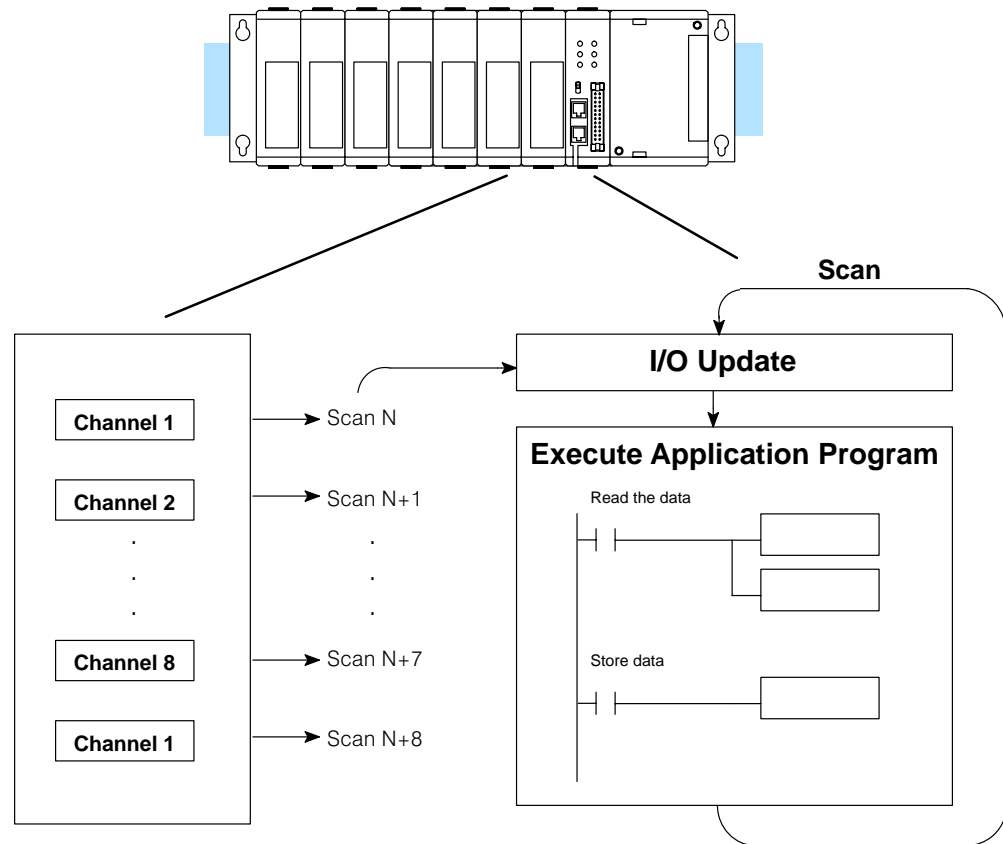 Scan
I/O Update
Execute Application Program
Read the data
Store data
Channel 1
Scan N
Channel 2
Scan N+1
.
.
.
.
.
.
Channel 8
Scan N+7
Channel 1
Scan N+8